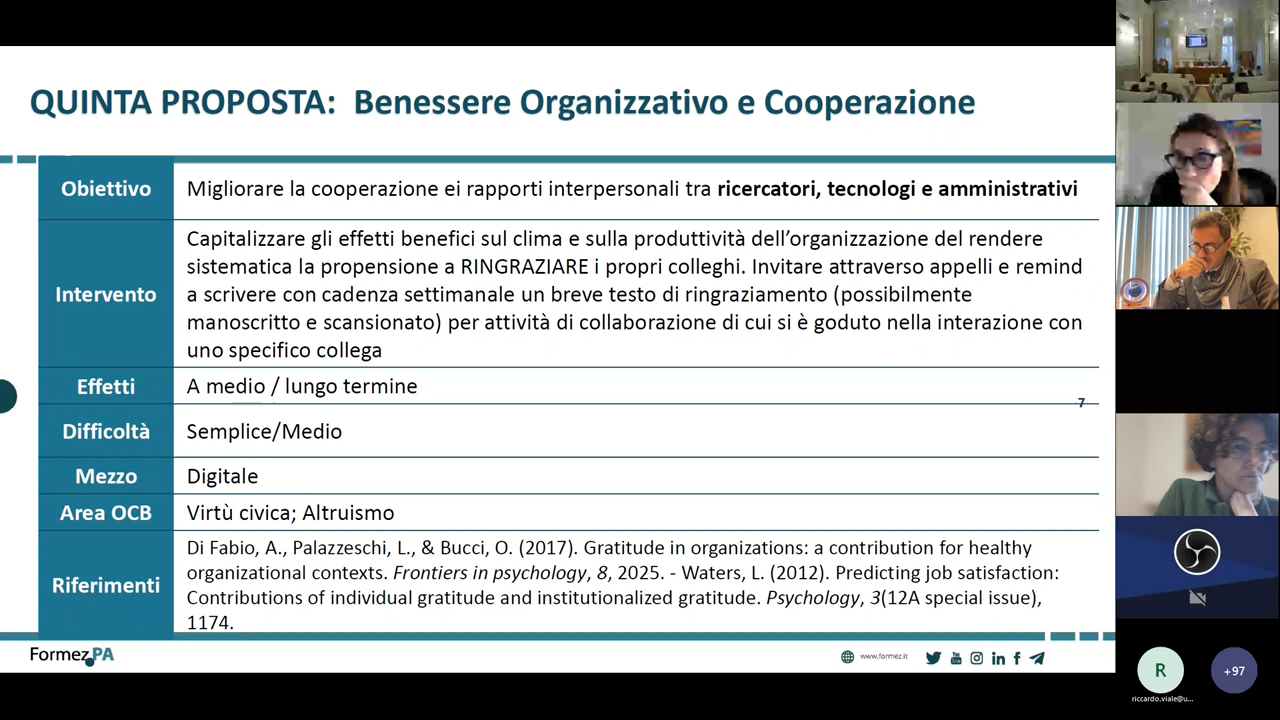 QUINTA PROPOSTA: Benessere Organizzativo e Cooperazione
Obiettivo
Migliorare la cooperazione ei rapporti interpersonali tra ricercatori, tecnologi e amministrativi
Intervento
Capitalizzare gli effetti benefici sul clima e sulla produttività dell’organizzazione del rendere
sistematica la propensione a RINGRAZIARE i propri colleghi. Invitare attraverso appelli e remind
a scrivere con cadenza settimanale un breve testo di ringraziamento (possibilmente
manoscritto e scansionato) per attività di collaborazione di cui si è goduto nella interazione con
uno specifico collega
Effetti
A medio / lungo termine
7
Difficoltà
Semplice/Medio
Mezzo
Digitale
Area OCB
Virtù civica; Altruismo
Riferimenti
Di Fabio, A., Palazzeschi, L., & Bucci, O. (2017). Gratitude in organizations: a contribution for healthy
organizational contexts. Frontiers in psychology, 8, 2025. - Waters, L. (2012). Predicting job satisfaction:
Contributions of individual gratitude and institutionalized gratitude. Psychology, 3(12A special issue),
1174.
Formez PA
www.formez.it
R
+97
riccardo.viale@u...